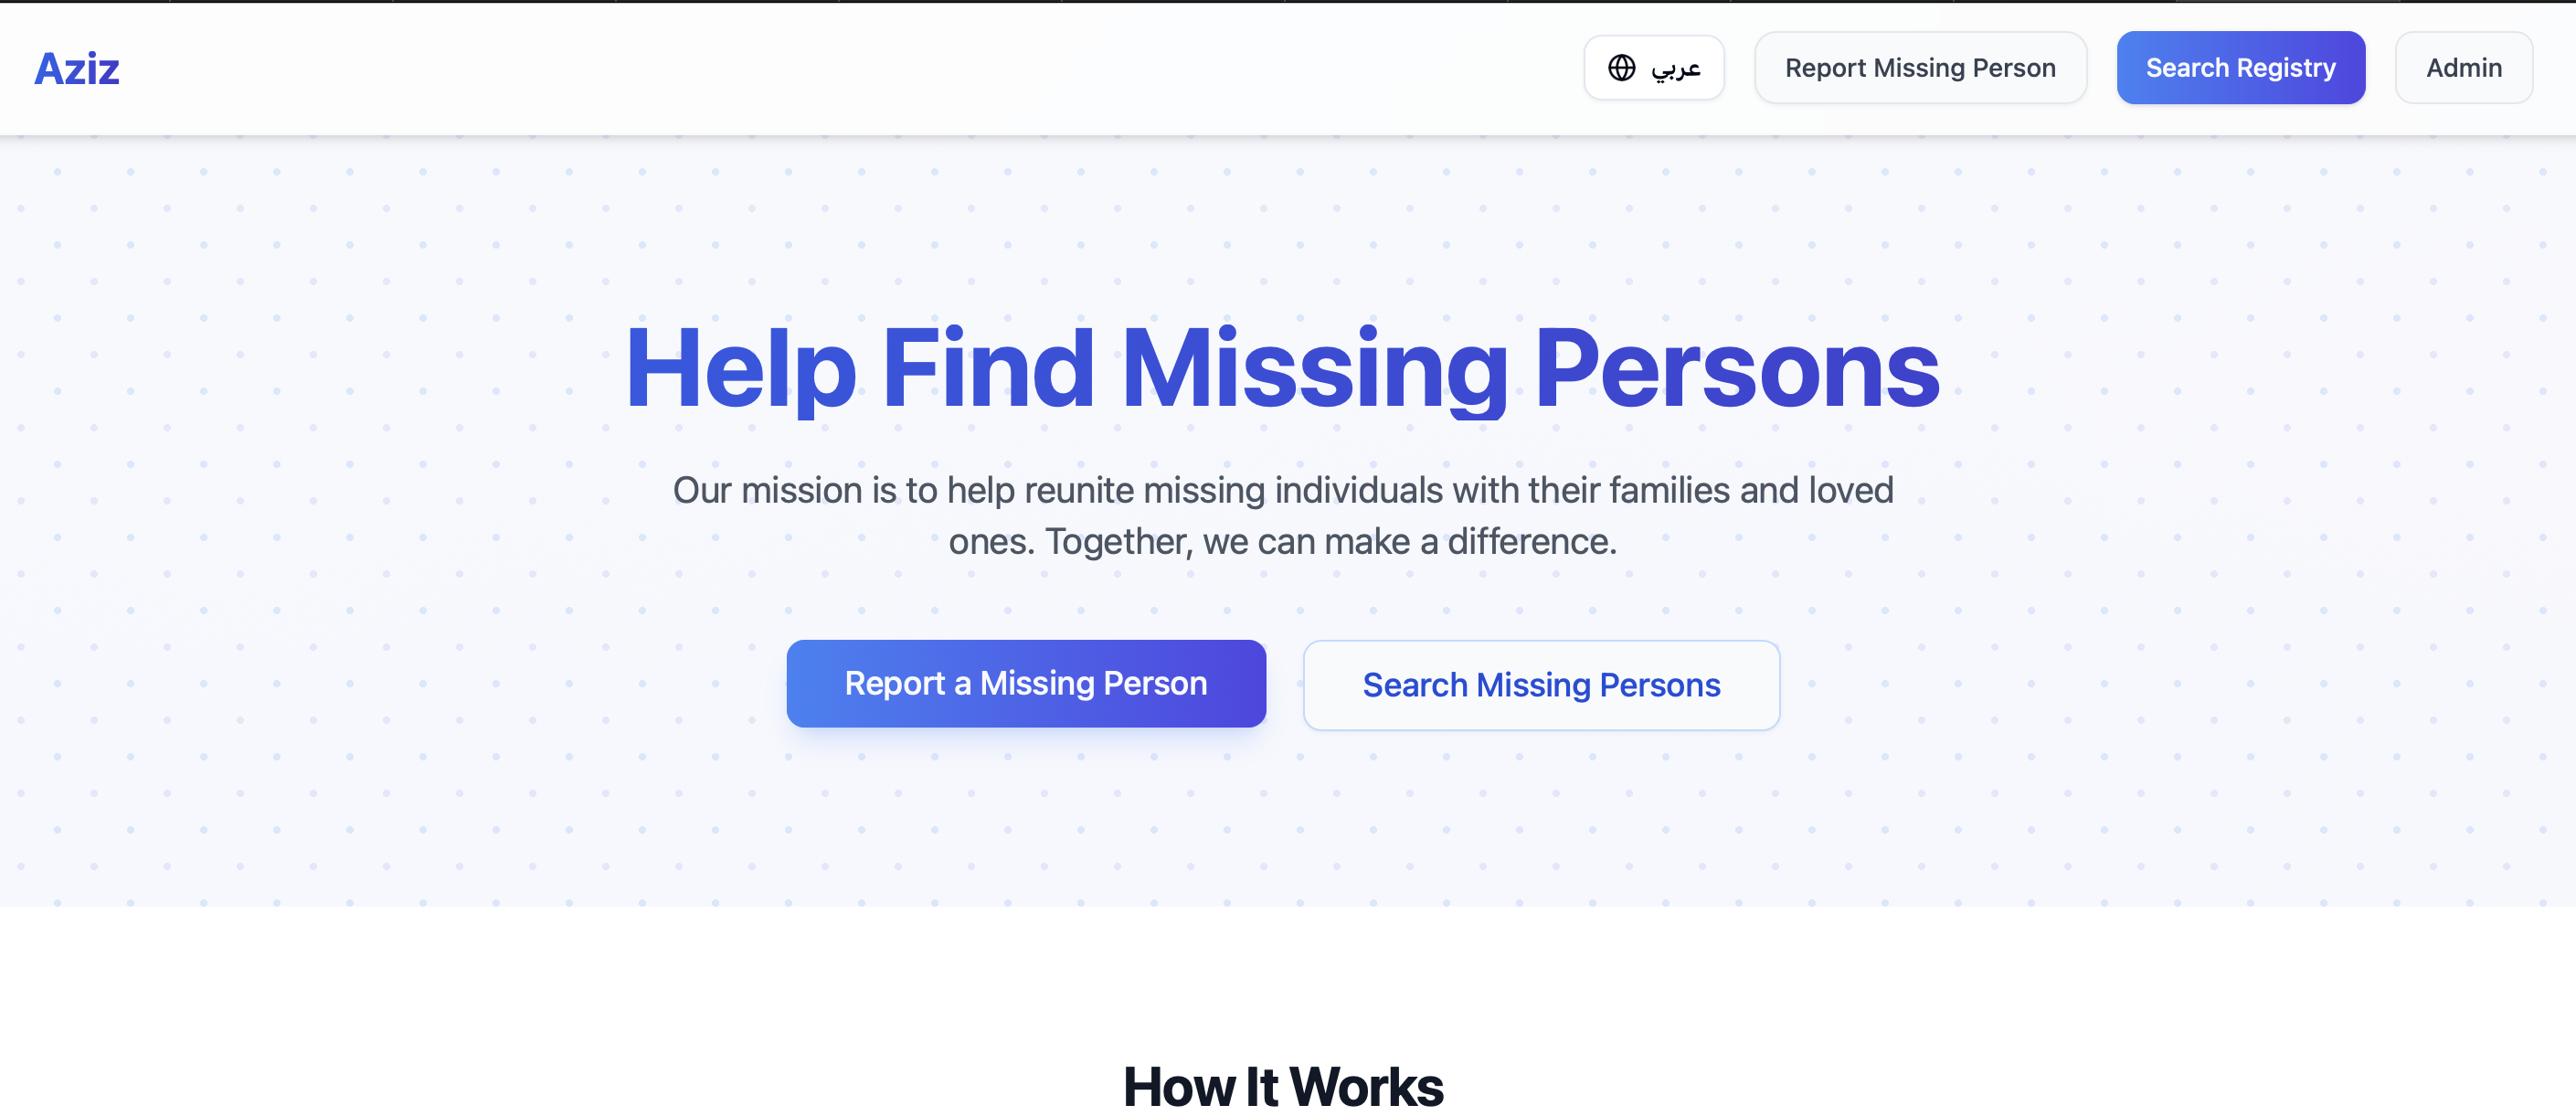 Aziz
عربي
Report Missing Person
Search Registry
Admin
Help Find Missing Persons
Our mission is to help reunite missing individuals with their families and loved
ones. Together, we can make a difference.
Report a Missing Person
Search Missing Persons
How It Works